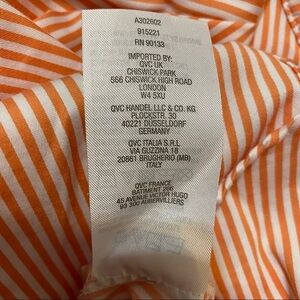 A302602
915221
RN 90133
IMPORTED BY:
QVC UK
CHISWICK PARK
566 CHISWICK HIGH ROAD
LONDON
W4 5XU
QVC HANDEL LLC & CO. KG
PLOCKSTR. 30
40221 DUSSELDORF
GERMANY
QVC ITALIA S.R.L
VIA GUZZINA 18
20861 BRUGHERIO (MB)
ITALY
QVC FRANCE
BATIMENT 266
45 AVENUE VICTOR HUGO
93 300 AUBERVILLIERS